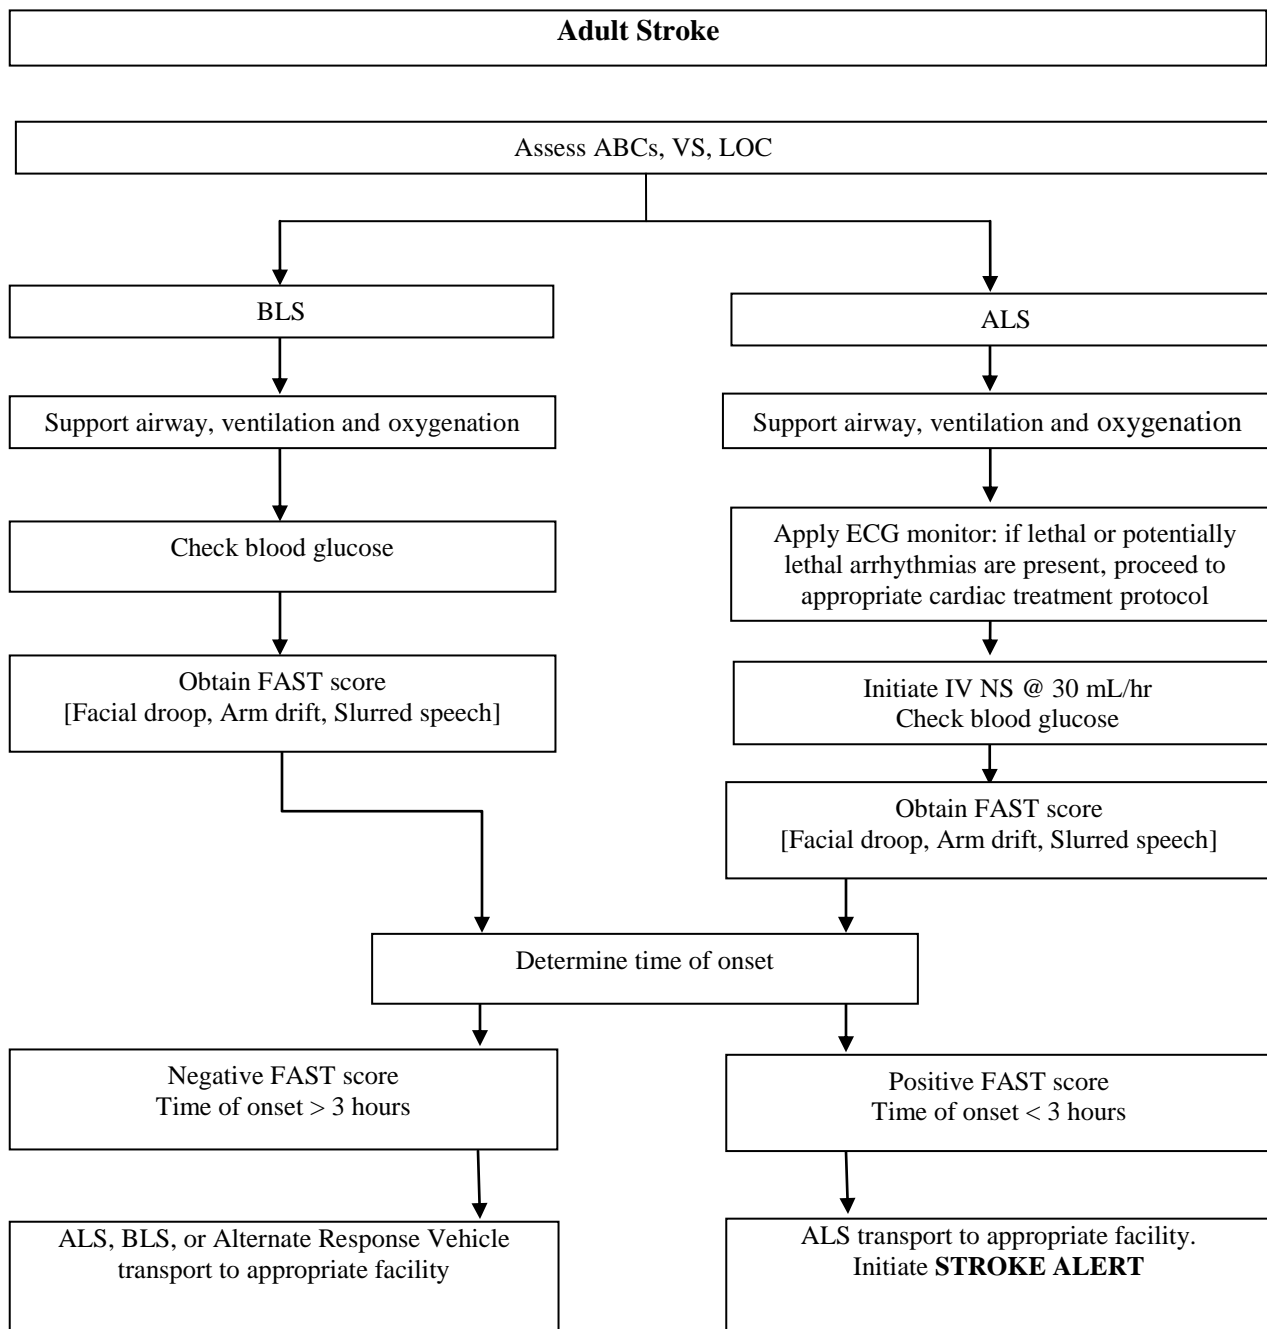 Adult Stroke
Assess ABCs, VS, LOC
BLS
ALS
Support airway, ventilation and oxygenation
Support airway, ventilation and oxygenation
Check blood glucose
Apply ECG monitor: if lethal or potentially
lethal arrhythmias are present, proceed to
appropriate cardiac treatment protocol
Obtain FAST score
[Facial droop, Arm drift, Slurred speech]
Initiate IV NS @ 30 mL/hr
Check blood glucose
Obtain FAST score
[Facial droop, Arm drift, Slurred speech]
Determine time of onset
Negative FAST score
Time of onset > 3 hours
Positive FAST score
Time of onset < 3 hours
ALS, BLS, or Alternate Response Vehicle
transport to appropriate facility
ALS transport to appropriate facility.
Initiate STROKE ALERT